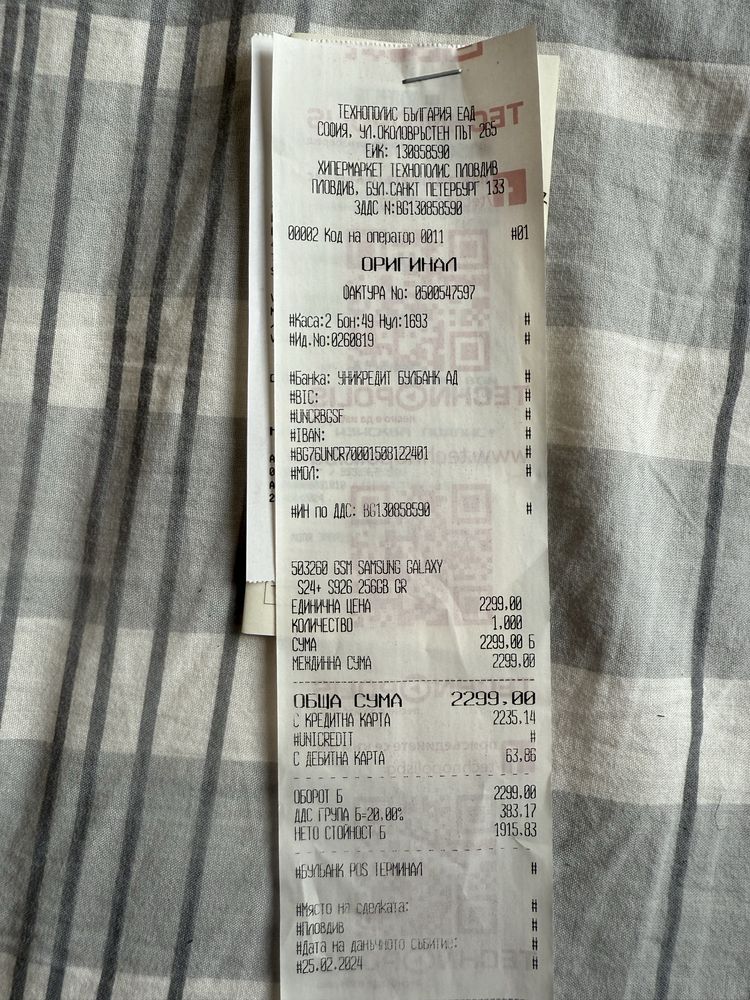 ТЕХНОПОЛИС БЪЛГАРИЯ ЕАД
СОФИЯ, УЛ.ОКОЛОВРЪСТЕН ПЪТ 265
ЕИК: 130858590
ХИПЕРМАРКЕТ ТЕХНОПОЛИС ПЛОВДИВ
ПЛОВДИВ, БУЛ.САНКТ ПЕТЕРБУРГ 133
ЗДДС N:BG130858590
00002 Код на оператор 0011 #01
ОРИГИНАЛ
ФАКТУРА No: 0500547597
#Каса:2 Бон:49 Нул:1693 #
#Ид.No:0260819 #
#Банка: УНИКРЕДИТ БУЛБАНК АД #
#BIC: #
#UNCRBGSF #
#IBAN: #
#BG76UNCR70001508122401 #
#МОЛ: #
#ИН по ДДС: BG130858590 #
503260 GSM SAMSUNG GALAXY
S24+ S926 256GB GR
ЕДИНИЧНА ЦЕНА 2299,00
КОЛИЧЕСТВО 1,000
СУМА 2299,00 Б
МЕЖДИННА СУМА 2299,00
ОБЩА СУМА 2299,00
С КРЕДИТНА КАРТА 2235,14
#UNICREDIT #
С ДЕБИТНА КАРТА 63,86
ОБОРОТ Б 2299,00
ДДС ГРУПА Б=20,00% 383,17
НЕТО СТОЙНОСТ Б 1915,83
#БУЛБАНК POS ТЕРМИНАЛ #
#Място на сделката: #
#Пловдив #
#Дата на данъчното събитие: #
#25.02.2024 #